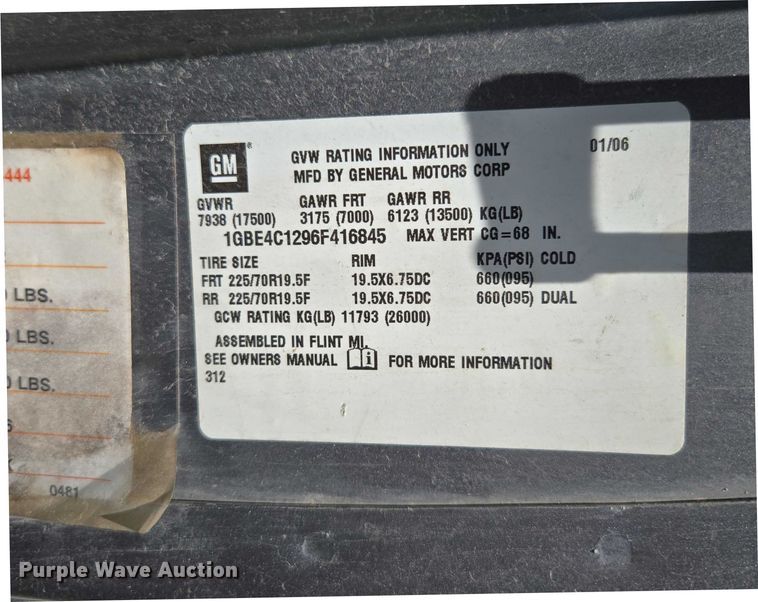 444
0 LBS.
0 LBS.
0 LBS.
0481
GM®
GVW RATING INFORMATION ONLY 01/06
MFD BY GENERAL MOTORS CORP
GVWR GAWR FRT GAWR RR
7938 (17500) 3175 (7000) 6123 (13500) KG(LB)
1GBE4C1296F416845 MAX VERT CG=68 IN.
TIRE SIZE RIM KPA(PSI) COLD
FRT 225/70R19.5F 19.5X6.75DC 660(095)
RR 225/70R19.5F 19.5X6.75DC 660(095) DUAL
GCW RATING KG(LB) 11793 (26000)
ASSEMBLED IN FLINT MI.
SEE OWNERS MANUAL i FOR MORE INFORMATION
312
Purple Wave Auction